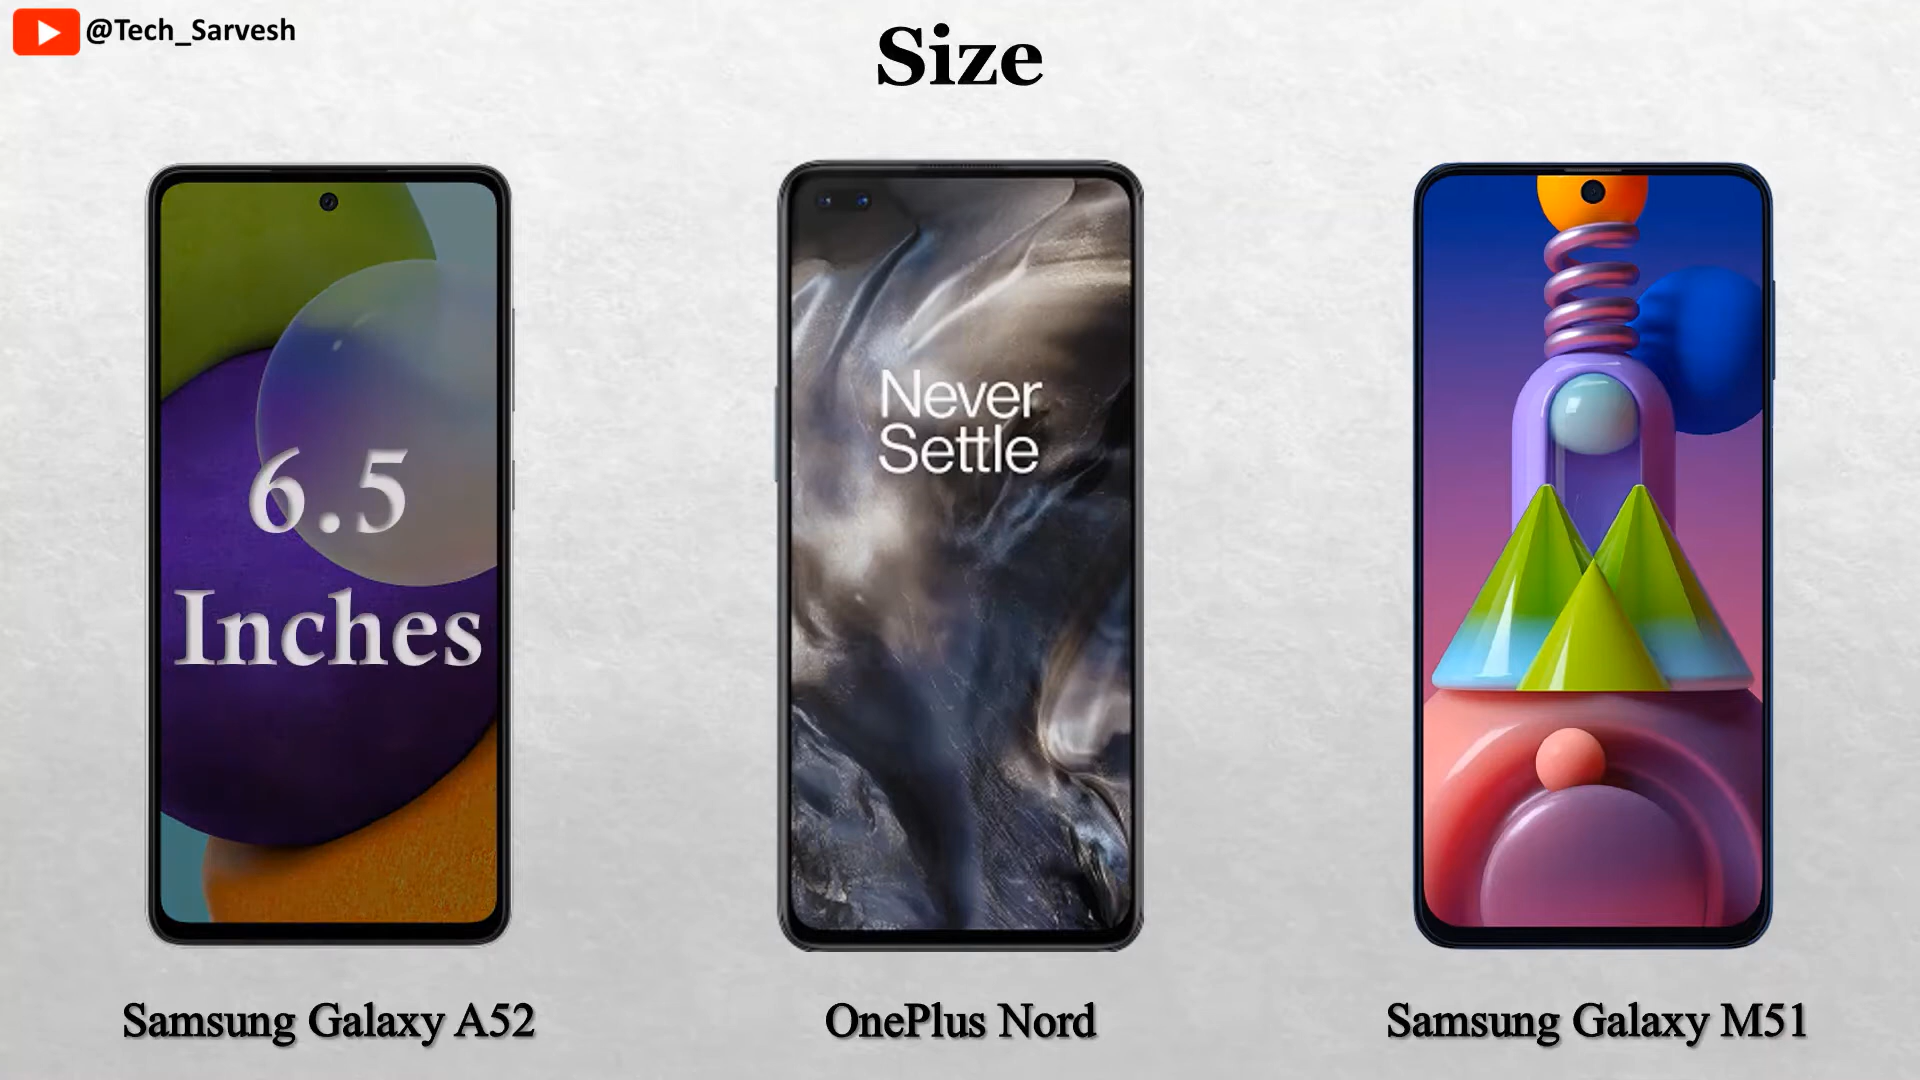 @Tech_Sarvesh
Size
6.5
Inches
Never
Settle
Samsung Galaxy A52
OnePlus Nord
Samsung Galaxy M51